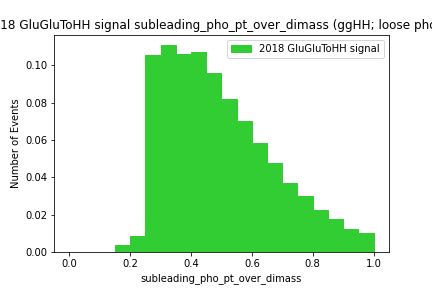 18 GluGluToHH signal subleading_pho_pt_over_dimass (ggHH; loose pho
2018 GluGluToHH signal
Number of Events
0.10
0.08
0.06
0.04
0.02
0.00
0.0 0.2 0.4 0.6 0.8 1.0
subleading_pho_pt_over_dimass